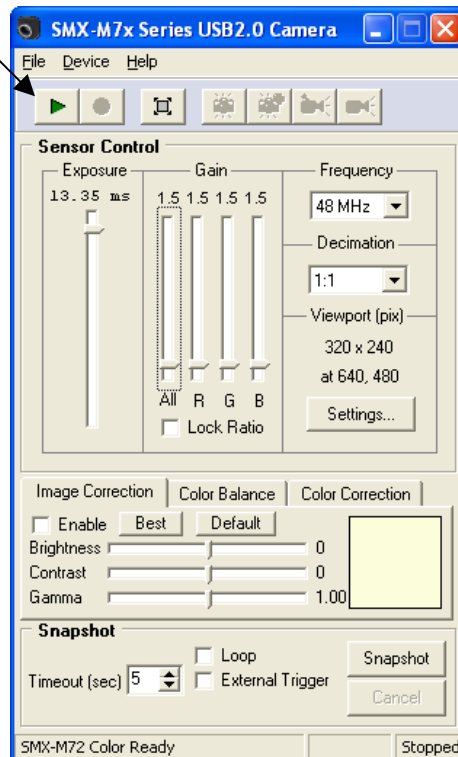 SMX-M7x Series USB2.0 Camera
File Device Help
Sensor Control
Exposure Gain Frequency
13.35 ms 1.5 1.5 1.5 1.5
48 MHz
Decimation
1:1
Viewport (pix)
320 x 240
at 640, 480
All R G B
Settings...
Lock Ratio
Image Correction Color Balance Color Correction
Enable Best Default
Brightness 0
Contrast 0
Gamma 1.00
Snapshot
Loop Snapshot
Timeout (sec) 5 External Trigger
Cancel
SMX-M72 Color Ready Stopped